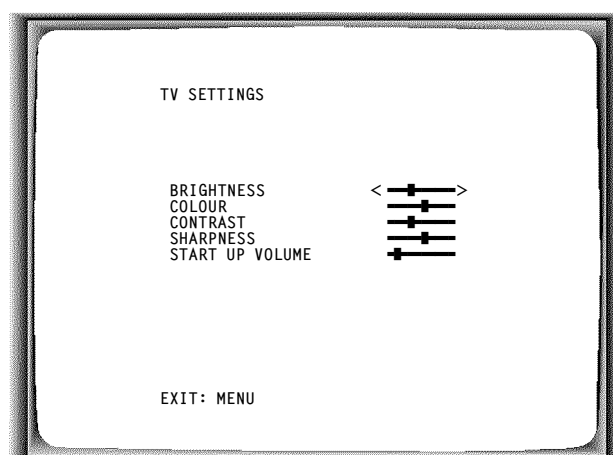 TV SETTINGS
BRIGHTNESS < >
COLOUR
CONTRAST
SHARPNESS
START UP VOLUME
EXIT: MENU